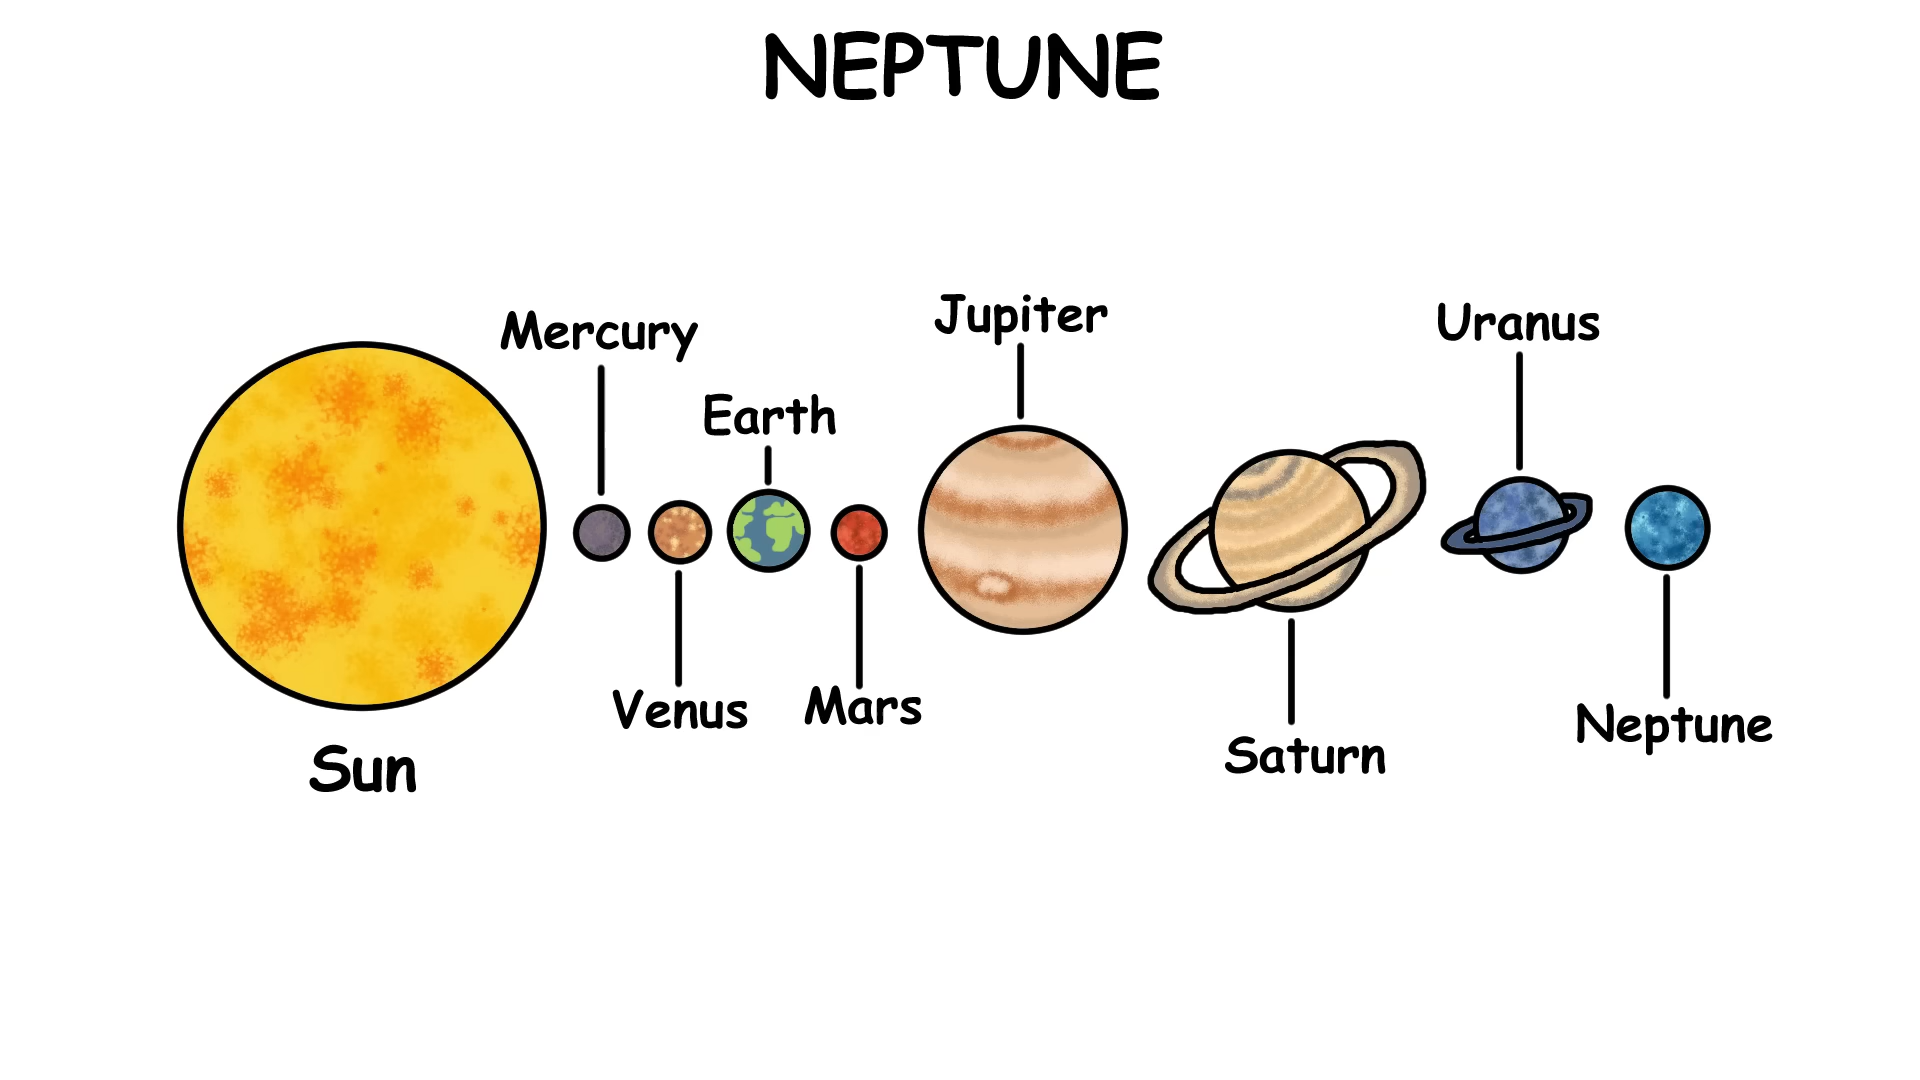 NEPTUNE
Sun
Mercury
Venus
Earth
Mars
Jupiter
Saturn
Uranus
Neptune